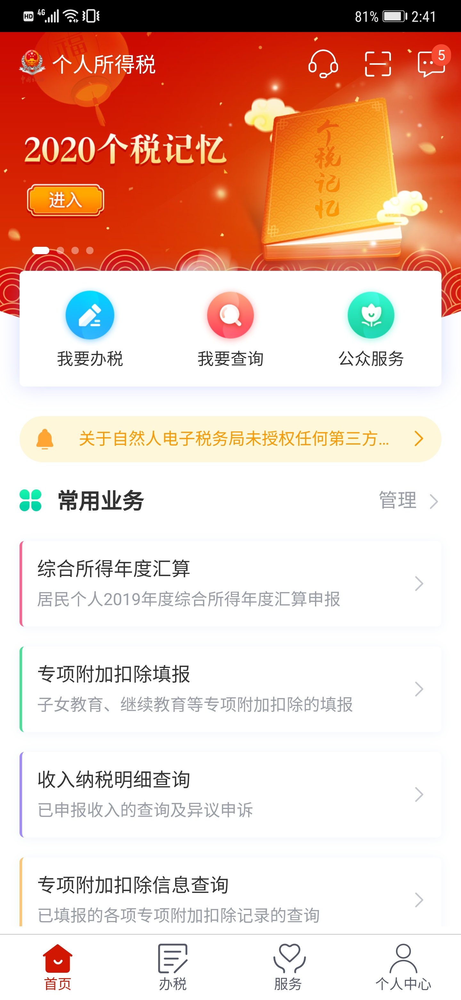 HD 4G 81% 2:41
福
个人所得税
5
2020个税记忆
个税记忆
进入
我要办税 我要查询 公众服务
关于自然人电子税务局未授权任何第三方...
常用业务 管理
综合所得年度汇算
居民个人2019年度综合所得年度汇算申报
专项附加扣除填报
子女教育、继续教育等专项附加扣除的填报
收入纳税明细查询
已申报收入的查询及异议申诉
专项附加扣除信息查询
已填报的各项专项附加扣除记录的查询
首页 办税 服务 个人中心